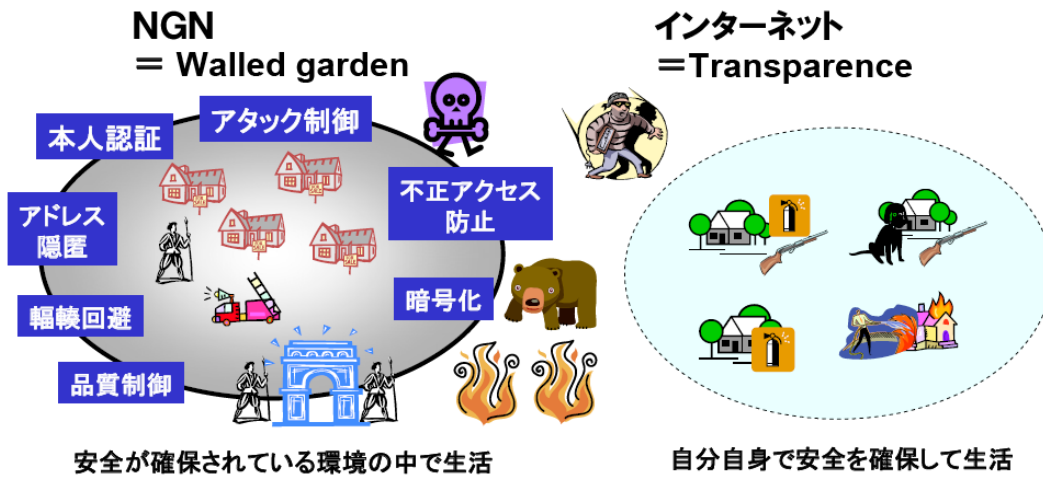 NGN
＝ Walled garden
インターネット
＝Transparence
本人認証
アタック制御
アドレス
隠匿
不正アクセス
防止
輻輳回避
暗号化
品質制御
安全が確保されている環境の中で生活
自分自身で安全を確保して生活